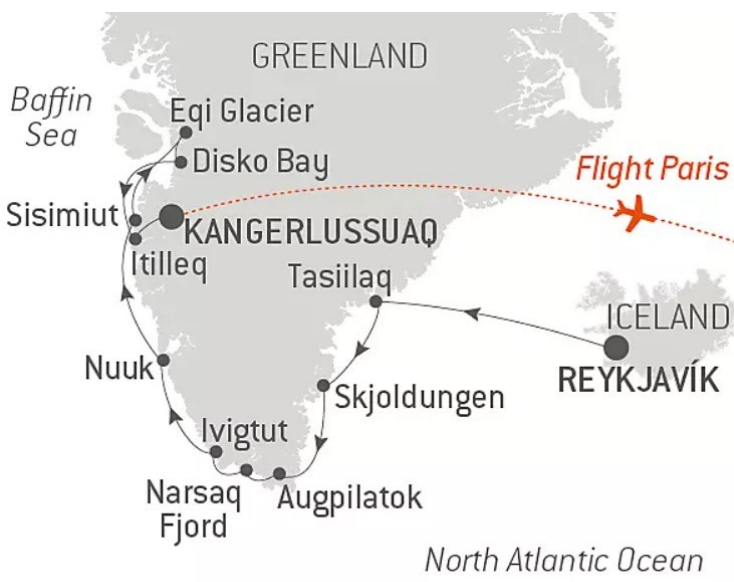 GREENLAND
Baffin
Sea
Eqi Glacier
Disko Bay
Flight Paris
Sisimiut
KANGERLUSSUAQ
Itilleq
Tasiilaq
ICELAND
REYKJAVÍK
Nuuk
Skjoldungen
Ivigtut
Narsaq
Fjord
Augpilatok
North Atlantic Ocean